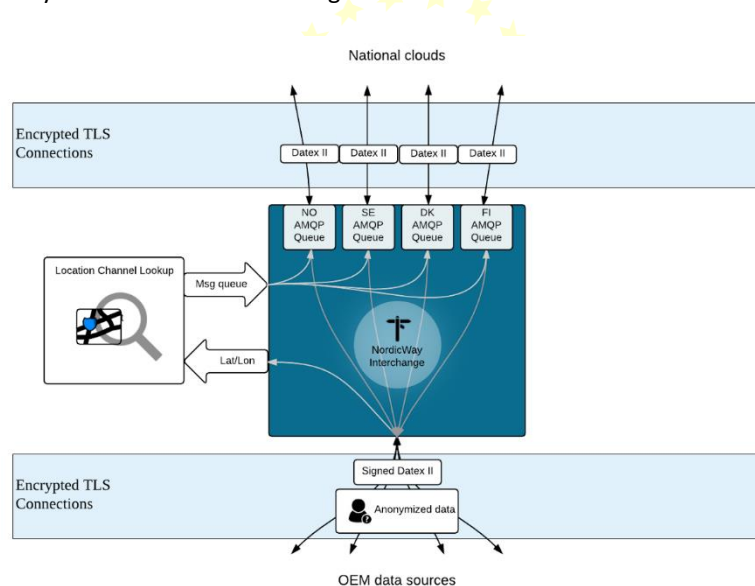 National clouds
Encrypted TLS
Connections
Datex II
Datex II
Datex II
Datex II
NO
AMQP
Queue
SE
AMQP
Queue
DK
AMQP
Queue
FI
AMQP
Queue
Location Channel Lookup
Msg queue
NordicWay
Interchange
Lat/Lon
Signed Datex II
Encrypted TLS
Connections
Anonymized data
OEM data sources